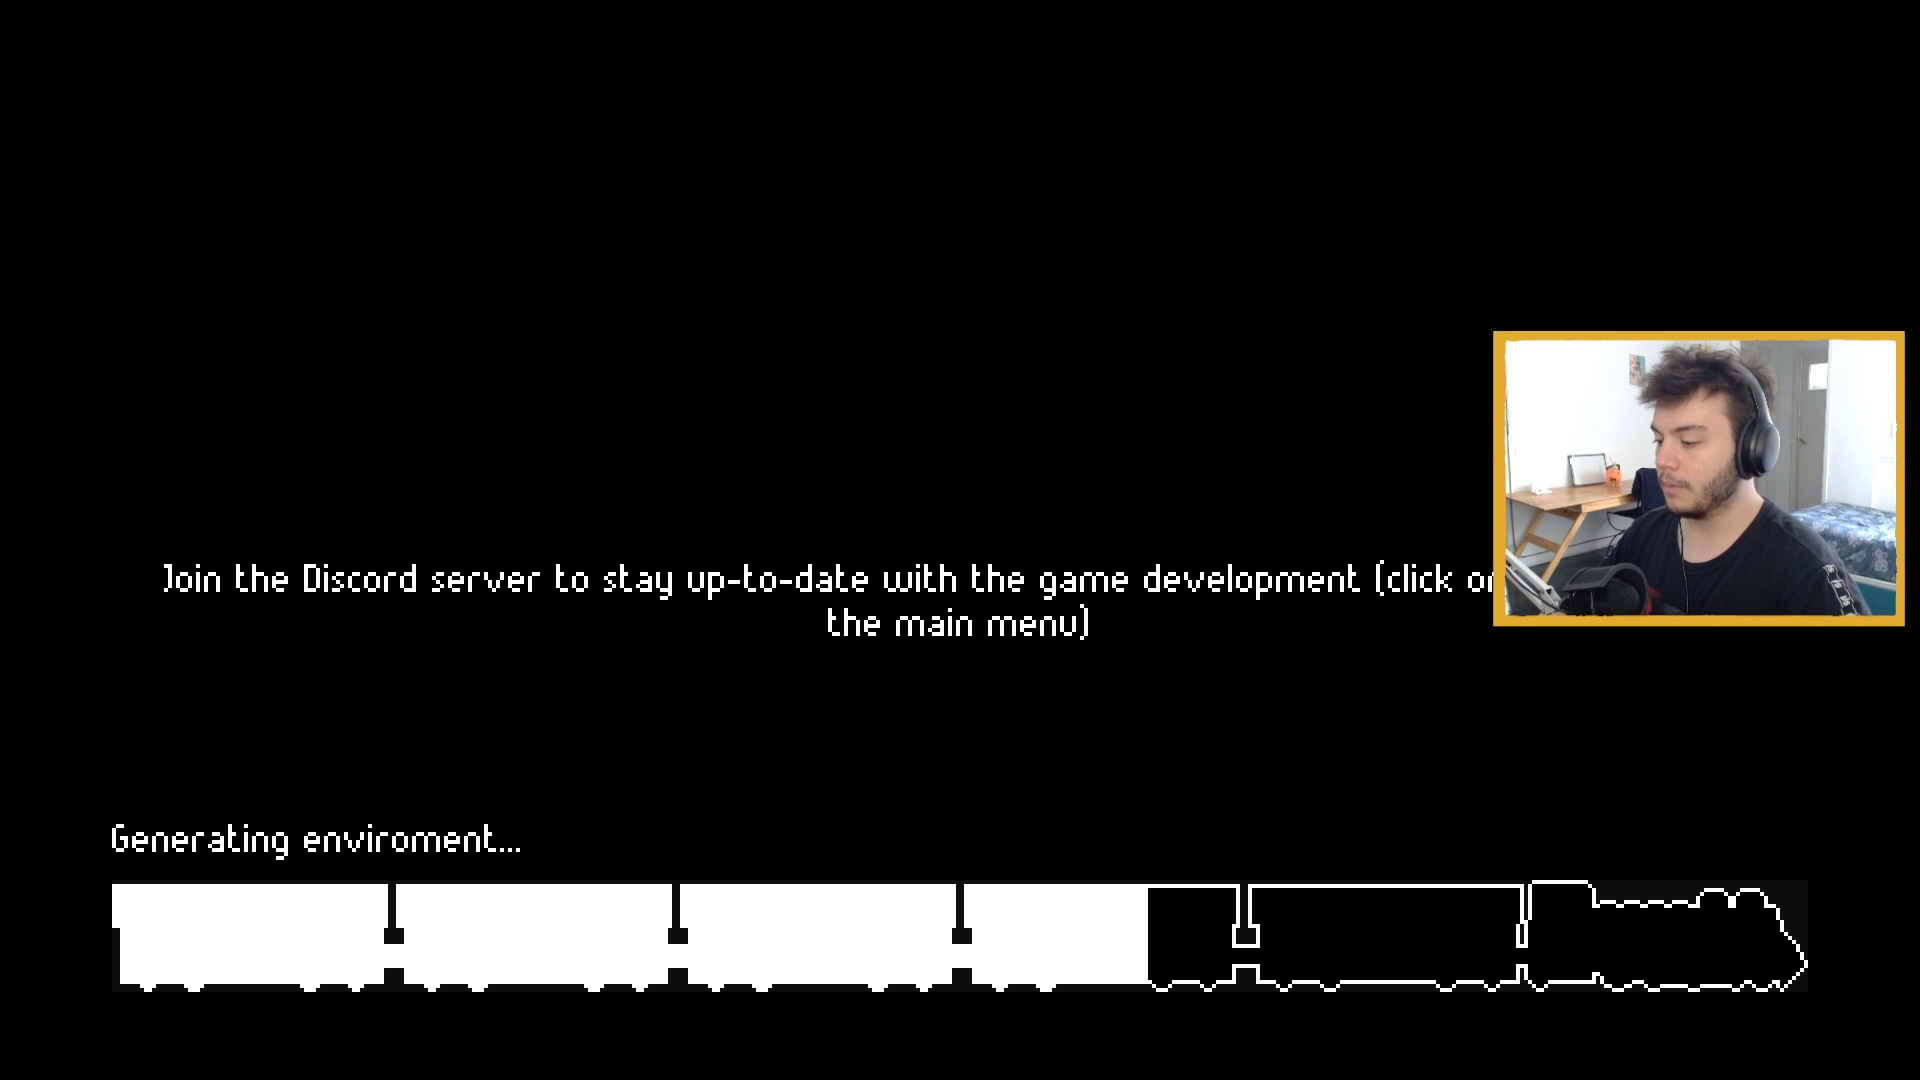 Join the Discord server to stay up-to-date with the game development (click
the main menu)
Generating enviroment...